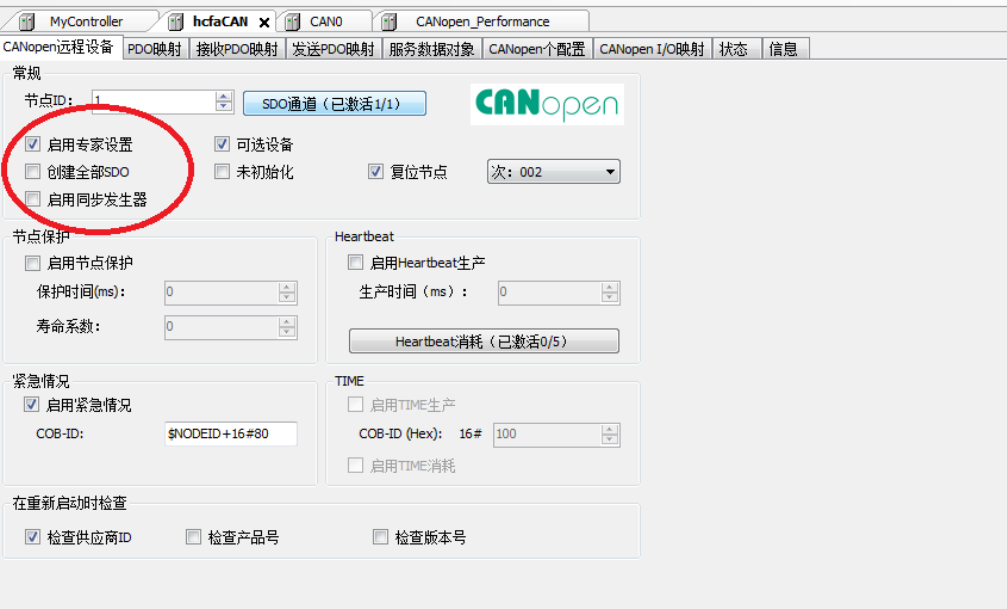 MyController hcfaCAN CAN0 CANopen_Performance
CANopen远程设备 PDO映射 接收PDO映射 发送PDO映射 服务数据对象 CANopen个配置 CANopen I/O映射 状态 信息
常规
节点ID: 1 SDO通道（已激活1/1） CANopen
启用专家设置 可选设备
创建全部SDO 未初始化 复位节点 次：002
启用同步发生器
节点保护 Heartbeat
启用节点保护 启用Heartbeat生产
保护时间(ms): 0 生产时间（ms）: 0
寿命系数: 0 Heartbeat消耗（已激活0/5）
紧急情况 TIME
启用紧急情况 启用TIME生产
COB-ID: $NODEID+16#80 COB-ID (Hex): 16# 100
启用TIME消耗
在重新启动时检查
检查供应商ID 检查产品号 检查版本号